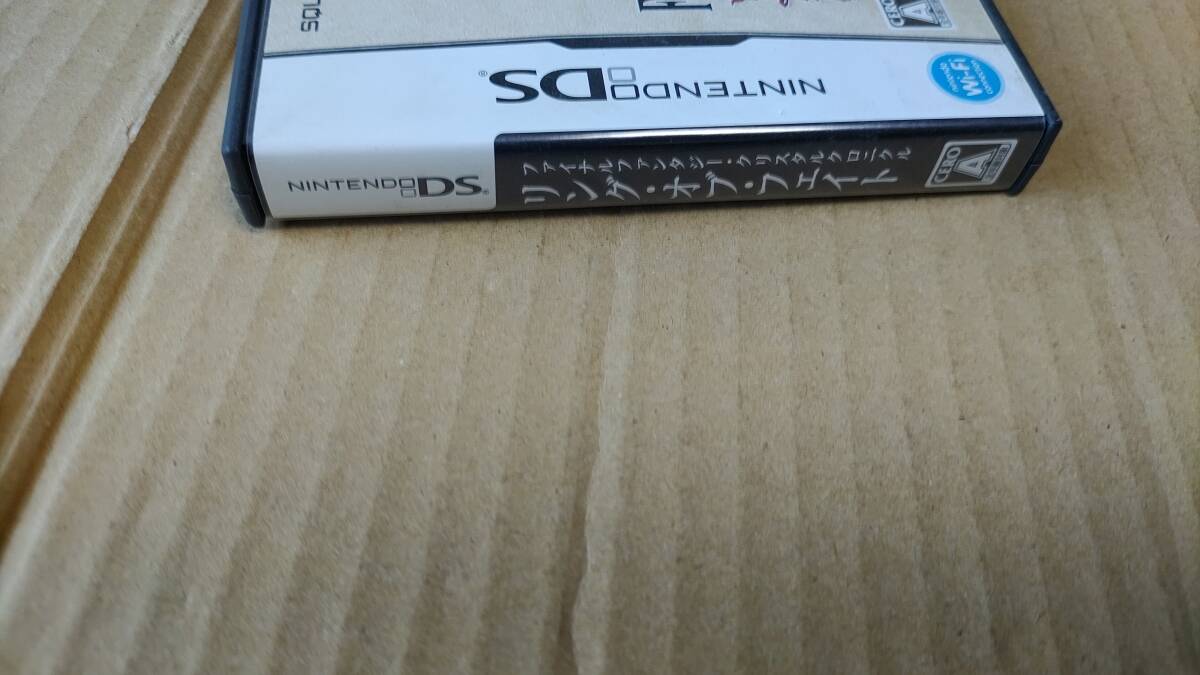 SQU
CERO
A
NINTENDO DS®
Wi-Fi
NINTENDO DS®
ファイナルファンタジー・クリスタルクロニクル
リング・オブ・フェイト
CERO
A